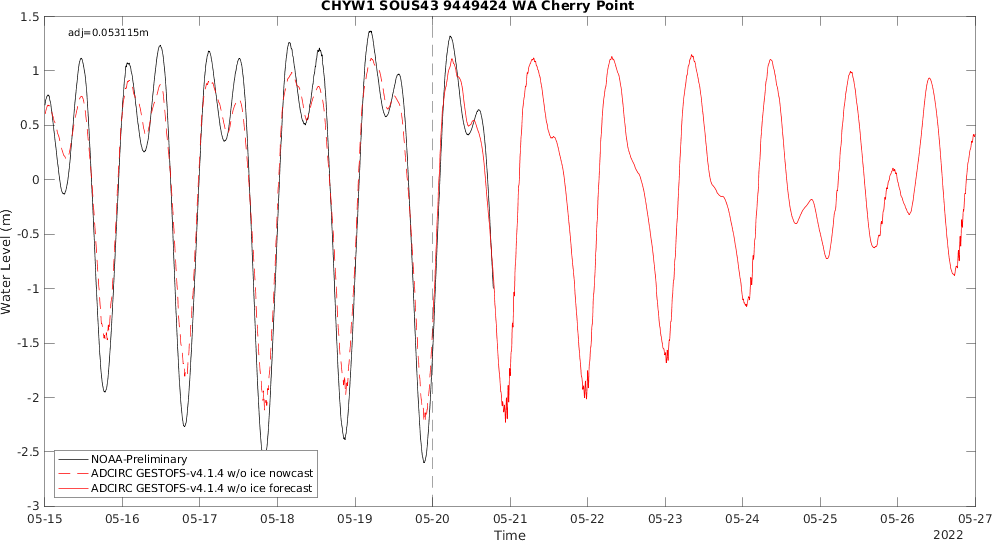 CHYW1 SOUS43 9449424 WA Cherry Point
adj=0.053115m
1.5
1
0.5
0
-0.5
-1
-1.5
-2
-2.5
-3
Water Level (m)
NOAA-Preliminary
ADCIRC GESTOFS-v4.1.4 w/o ice nowcast
ADCIRC GESTOFS-v4.1.4 w/o ice forecast
05-15 05-16 05-17 05-18 05-19 05-20 05-21 05-22 05-23 05-24 05-25 05-26 05-27
Time
2022